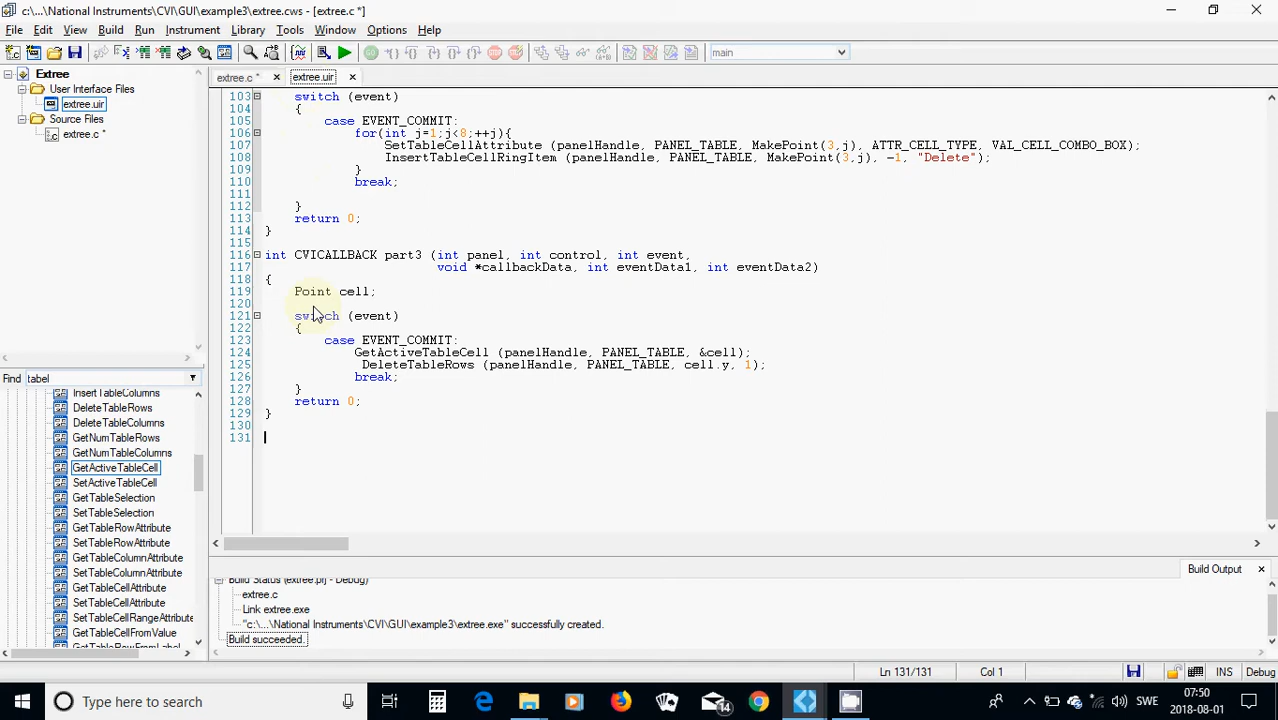 c:\...\National Instruments\CVI\GUI\example3\extree.cws - [extree.c *]
File Edit View Build Run Instrument Library Tools Window Options Help
main
Extree
User Interface Files
extree.uir
Source Files
extree.c *
extree.c * extree.uir
103 switch (event)
104 {
105 case EVENT_COMMIT:
106 for(int j=1;j<8;++j){
107 SetTableCellAttribute (panelHandle, PANEL_TABLE, MakePoint(3,j), ATTR_CELL_TYPE, VAL_CELL_COMBO_BOX);
108 InsertTableCellRingItem (panelHandle, PANEL_TABLE, MakePoint(3,j), -1, "Delete");
109 }
110 break;
111
112 }
113 return 0;
114 }
115
116 int CVICALLBACK part3 (int panel, int control, int event,
117 void *callbackData, int eventData1, int eventData2)
118 {
119 Point cell;
120
121 switch (event)
122 {
123 case EVENT_COMMIT:
124 GetActiveTableCell (panelHandle, PANEL_TABLE, &cell);
125 DeleteTableRows (panelHandle, PANEL_TABLE, cell.y, 1);
126 break;
127 }
128 return 0;
129 }
130
131
Find tabel
InsertTableColumns
DeleteTableRows
DeleteTableColumns
GetNumTableRows
GetNumTableColumns
GetActiveTableCell
SetActiveTableCell
GetTableSelection
SetTableSelection
GetTableRowAttribute
SetTableRowAttribute
GetTableColumnAttribute
SetTableColumnAttribute
GetTableCellAttribute
SetTableCellAttribute
SetTableCellRangeAttribute
GetTableCellFromValue
GetTableRowFromLabel
Build Output
Build Status (extree.prj - Debug)
extree.c
Link extree.exe
"c:\...\National Instruments\CVI\GUI\example3\extree.exe" successfully created.
Build succeeded.
Ln 131/131 Col 1 INS Debug
Type here to search
14
SWE
07:50
2018-08-01